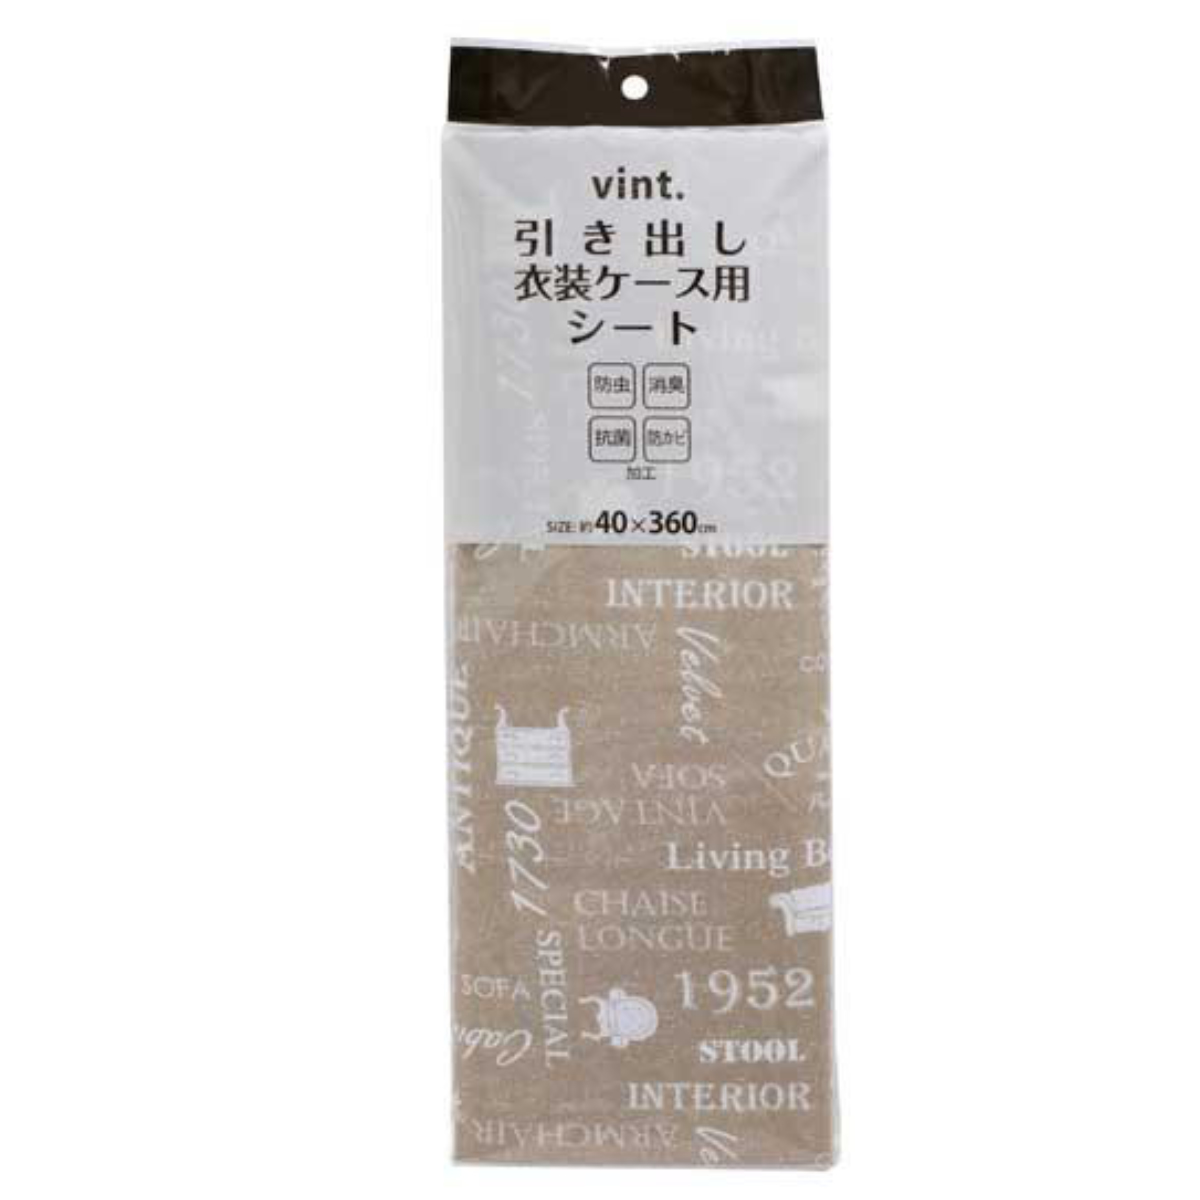 vint.
引き出し
衣装ケース用
シート
防虫 消臭
抗菌 防カビ
加工
SIZE: 約40×360cm
STOOL
INTERIOR
ARMCHAIR
Velvet
ANTIQUE
SOFA
VINTAGE
1730
Living
CHAISE
LONGUE
SPECIAL
SOFA
1952
STOOL
INTERIOR
ARMCHAIR